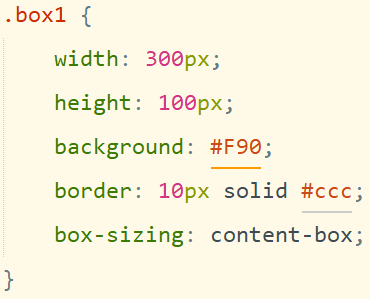 .box1 {
width: 300px;
height: 100px;
background: #F90;
border: 10px solid #ccc;
box-sizing: content-box;
}